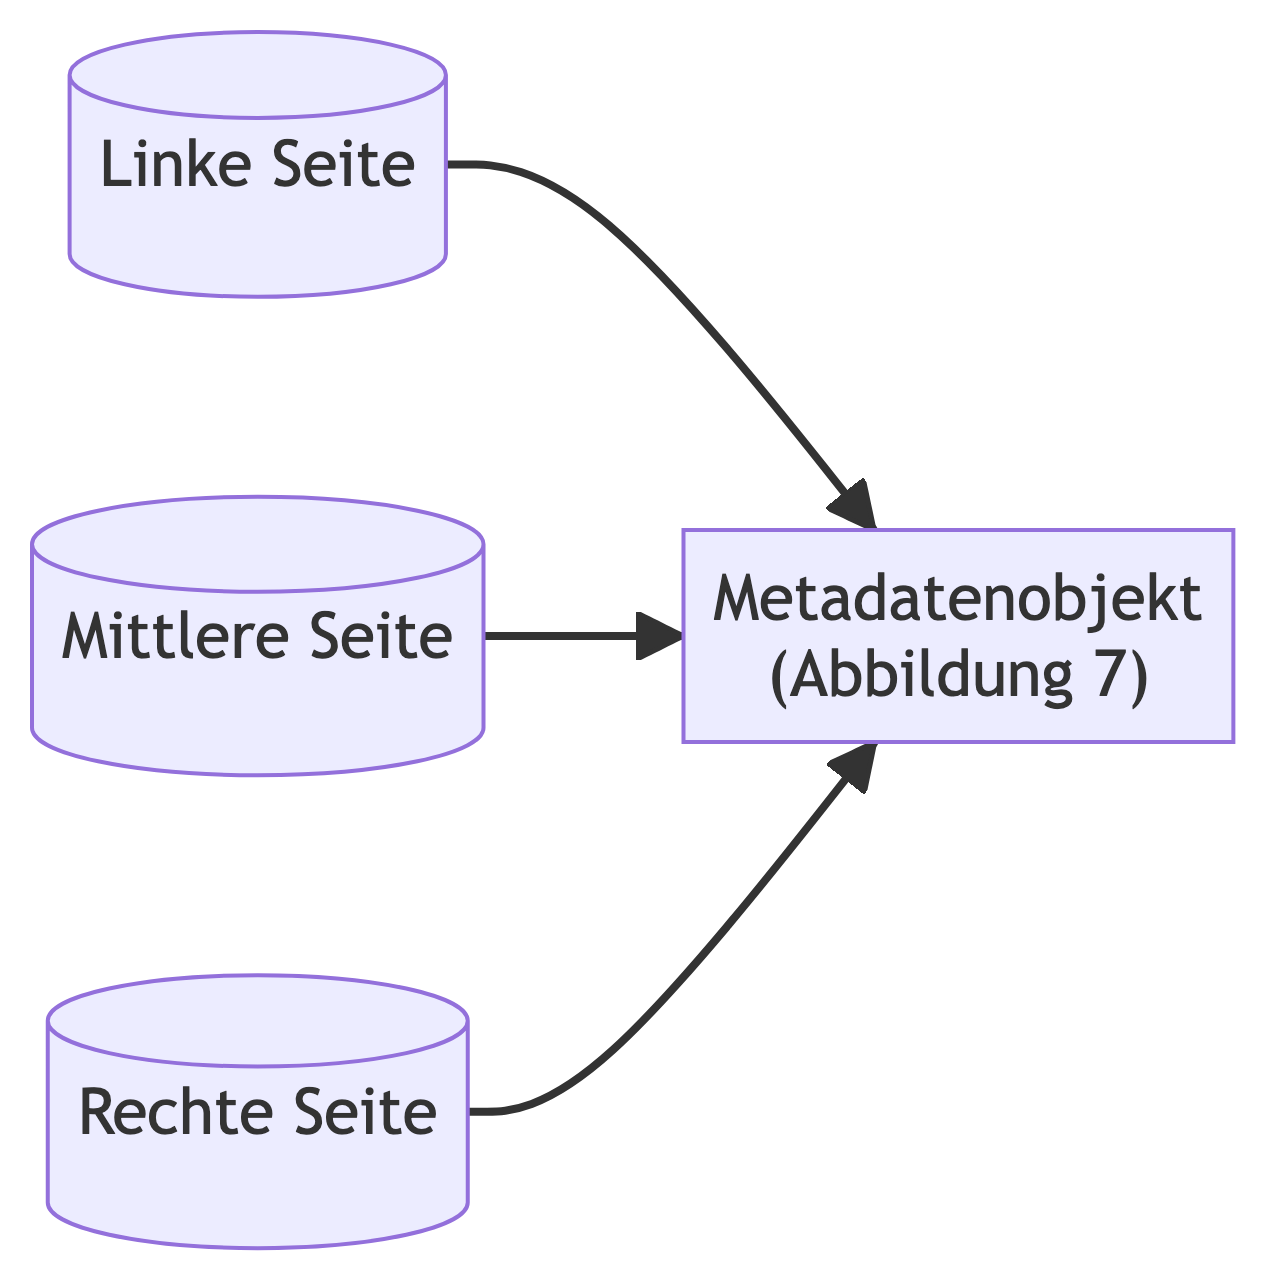 Linke Seite
Mittlere Seite
Metadatenobjekt
(Abbildung 7)
Rechte Seite